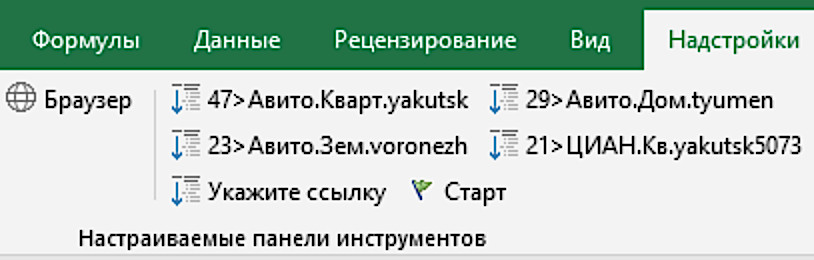 Формулы Данные Рецензирование Вид Надстройки
Браузер 47>Авито.Кварт.yakutsk 29>Авито.Дом.tyumen
23>Авито.Зем.voronezh 21>ЦИАН.Кв.yakutsk5073
Укажите ссылку Старт
Настраиваемые панели инструментов